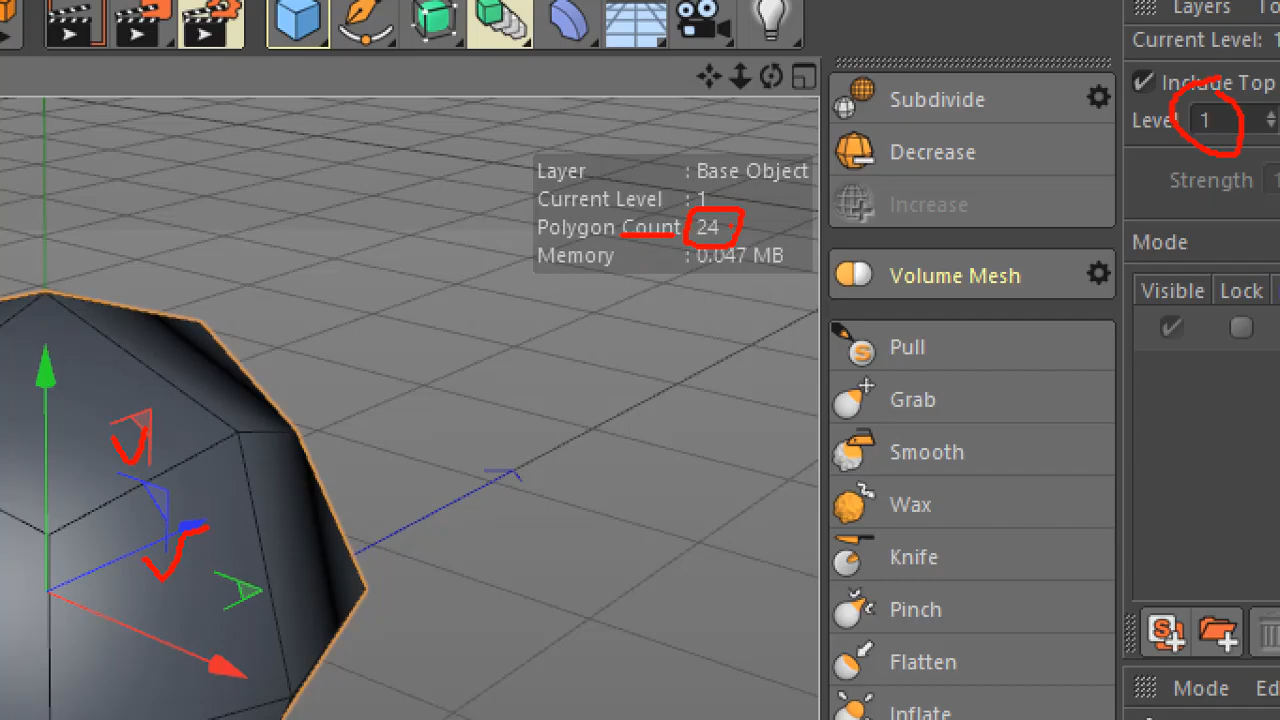 Layers
Current Level: 1
Include Top
Level 1
Strength
Mode
Visible Lock
Layer : Base Object
Current Level : 1
Polygon Count : 24
Memory : 0.047 MB
Subdivide
Decrease
Increase
Volume Mesh
Pull
Grab
Smooth
Wax
Knife
Pinch
Flatten
Inflate
Mode